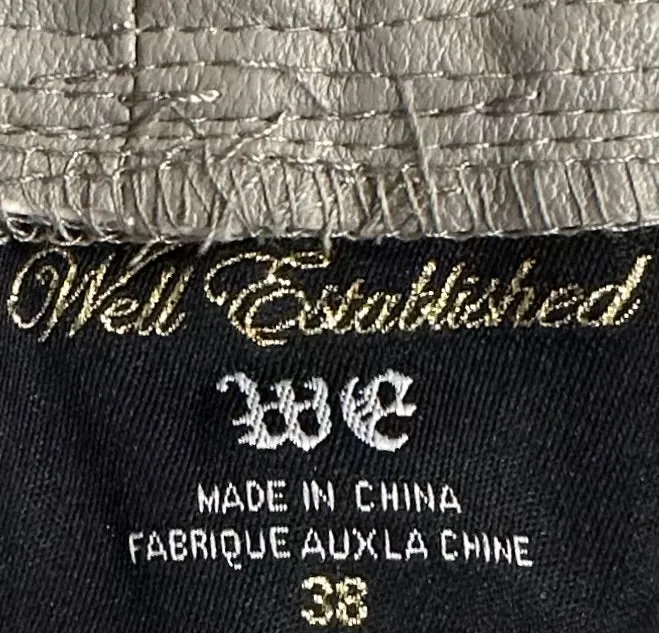 Well Established
WE
MADE IN CHINA
FABRIQUE AUXLA CHINE
38